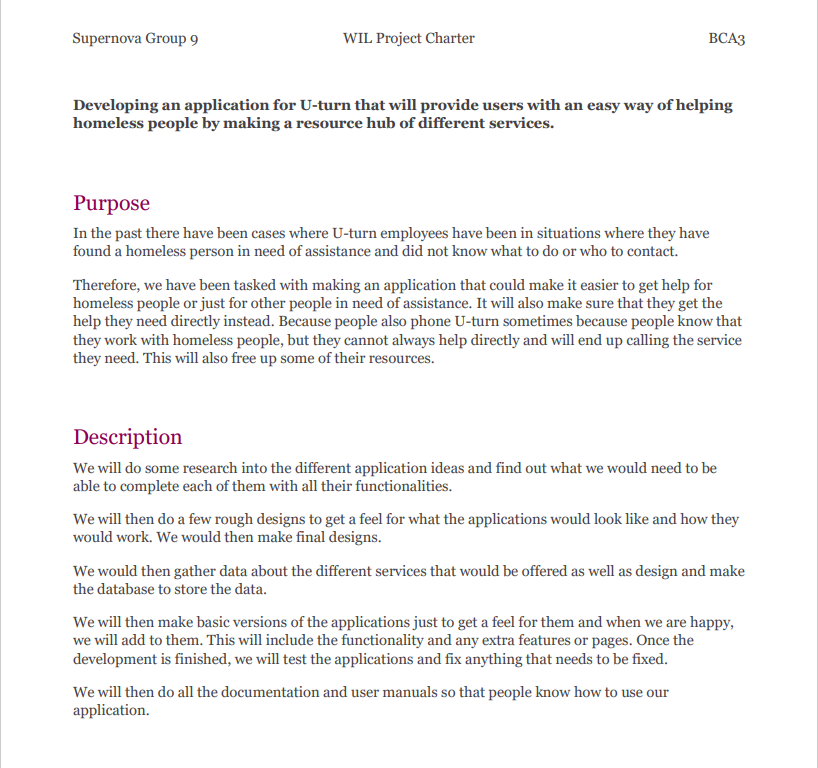 Supernova Group 9 WIL Project Charter BCA3
Developing an application for U-turn that will provide users with an easy way of helping
homeless people by making a resource hub of different services.
Purpose
In the past there have been cases where U-turn employees have been in situations where they have
found a homeless person in need of assistance and did not know what to do or who to contact.
Therefore, we have been tasked with making an application that could make it easier to get help for
homeless people or just for other people in need of assistance. It will also make sure that they get the
help they need directly instead. Because people also phone U-turn sometimes because people know that
they work with homeless people, but they cannot always help directly and will end up calling the service
they need. This will also free up some of their resources.
Description
We will do some research into the different application ideas and find out what we would need to be
able to complete each of them with all their functionalities.
We will then do a few rough designs to get a feel for what the applications would look like and how they
would work. We would then make final designs.
We would then gather data about the different services that would be offered as well as design and make
the database to store the data.
We will then make basic versions of the applications just to get a feel for them and when we are happy,
we will add to them. This will include the functionality and any extra features or pages. Once the
development is finished, we will test the applications and fix anything that needs to be fixed.
We will then do all the documentation and user manuals so that people know how to use our
application.